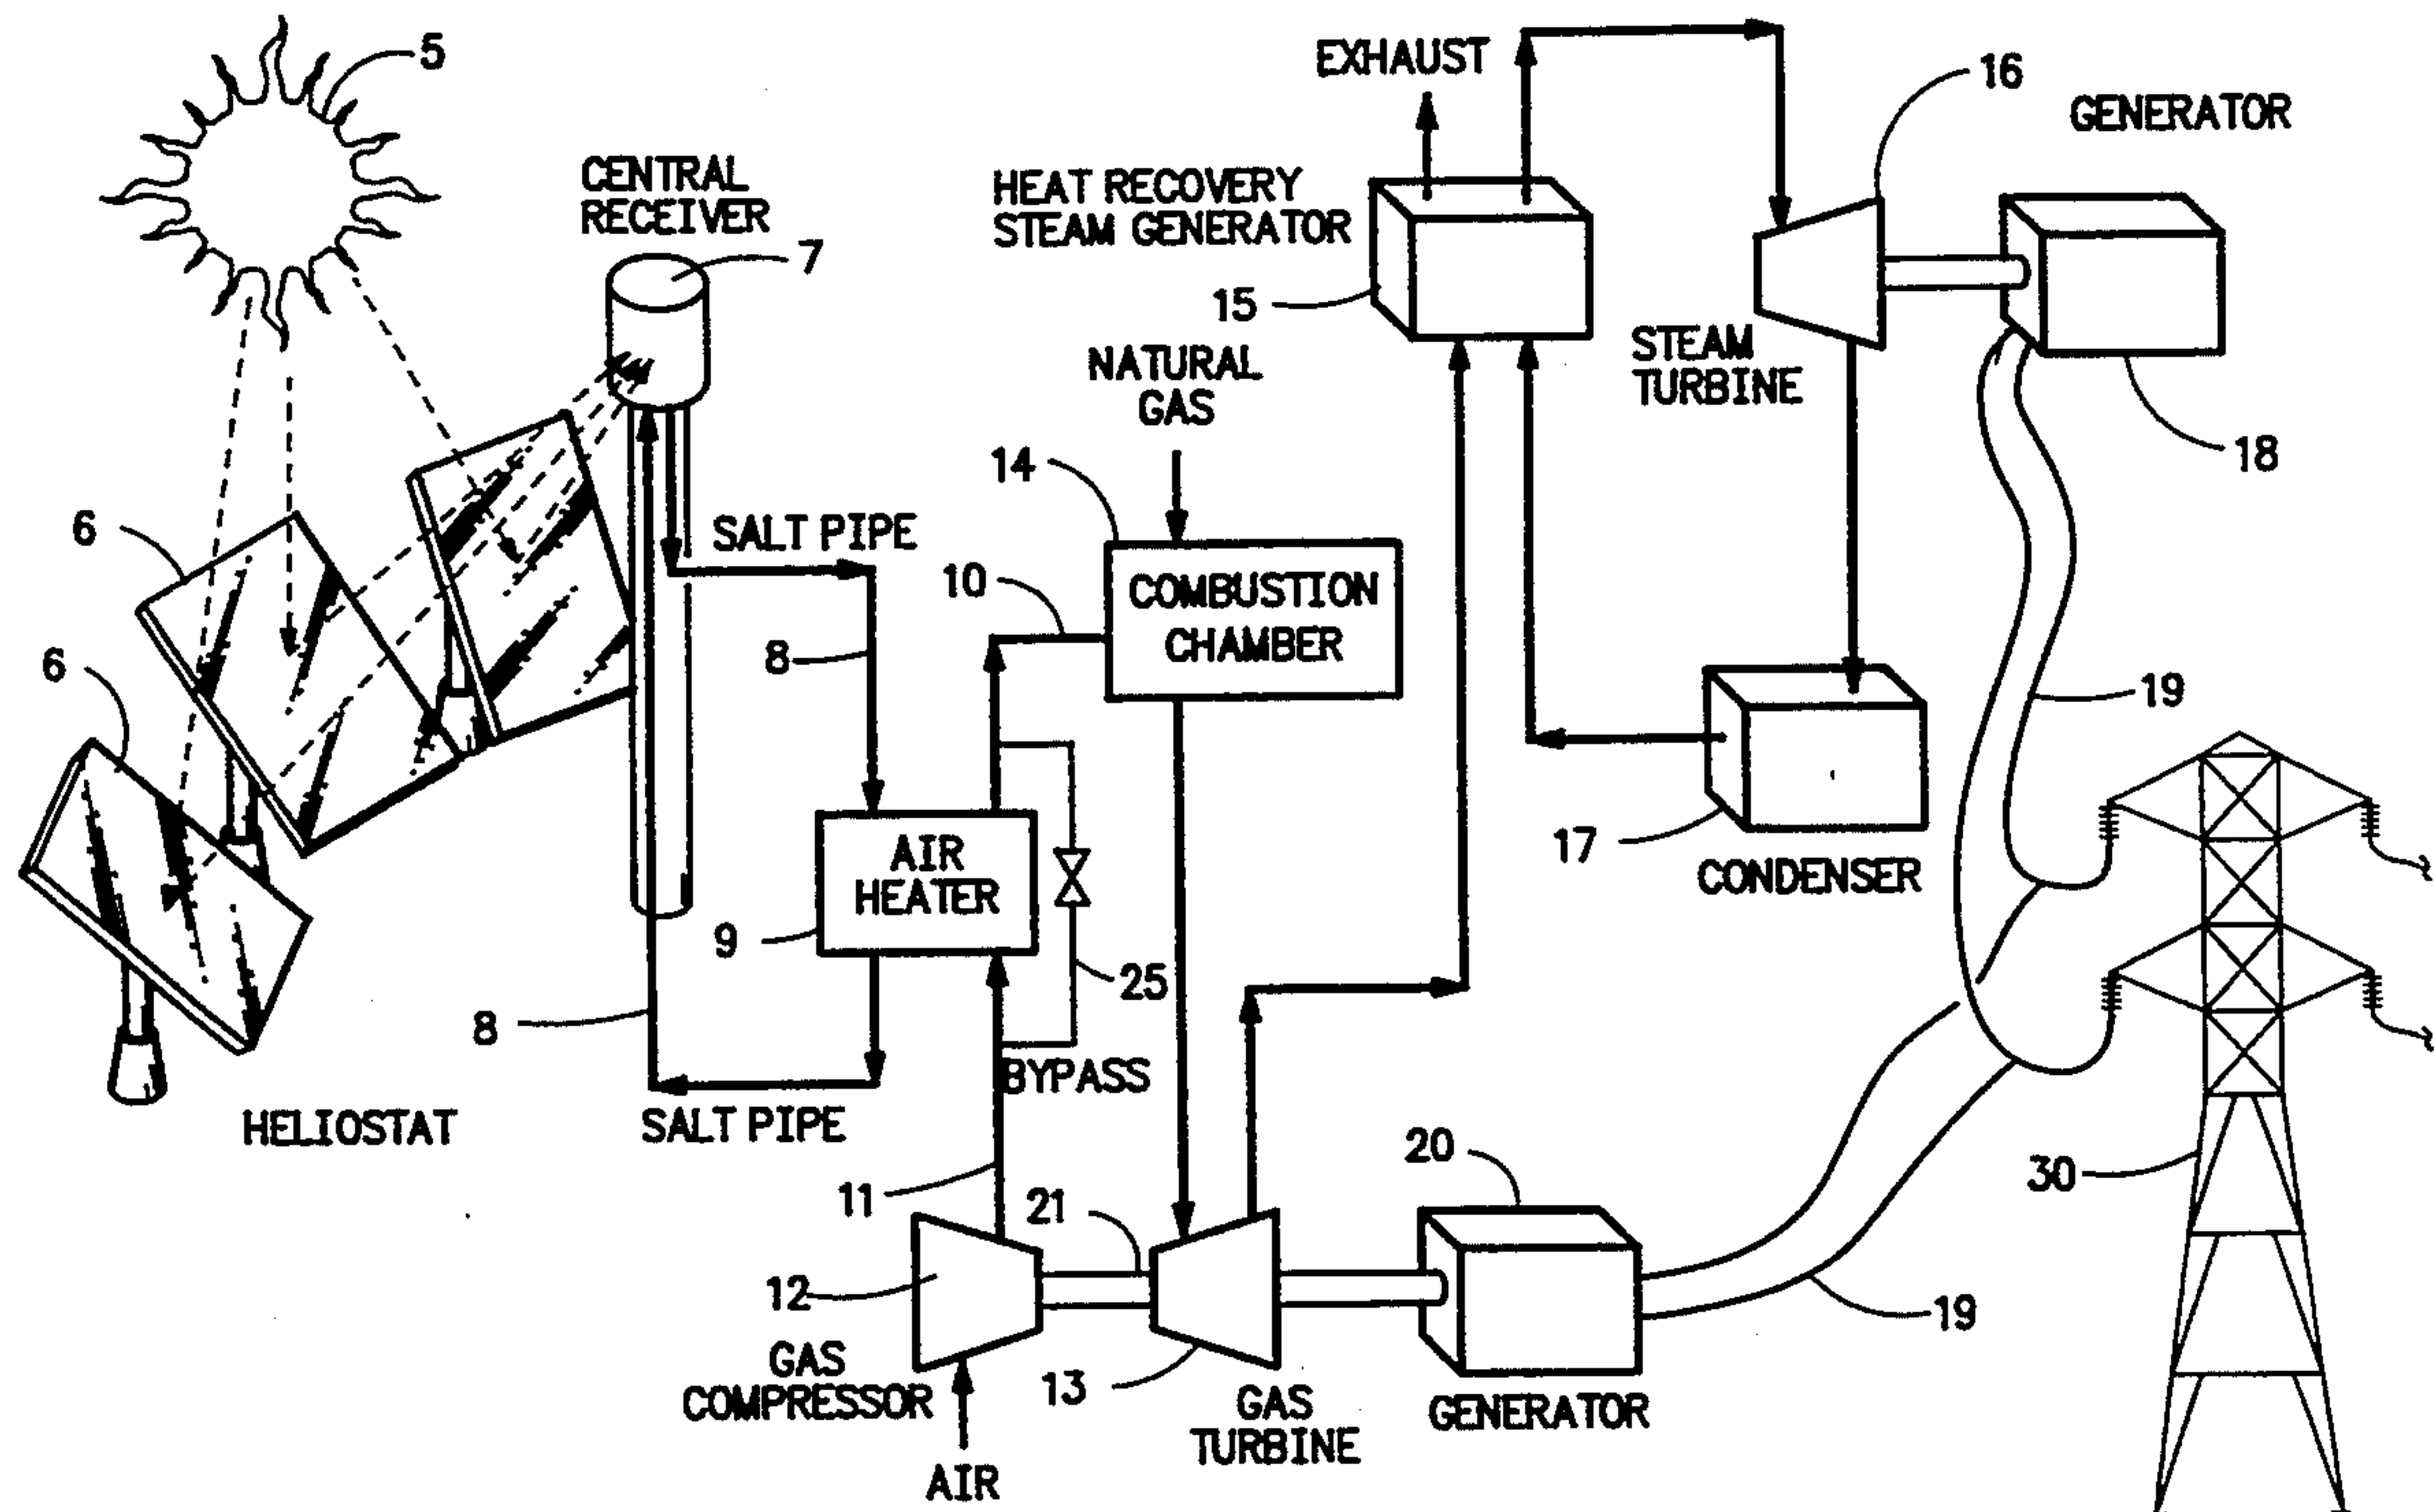 5
EXHAUST
16
GENERATOR
CENTRAL
RECEIVER
7
HEAT RECOVERY
STEAM GENERATOR
15
NATURAL
GAS
STEAM
TURBINE
18
14
6
SALT PIPE
10
COMBUSTION
CHAMBER
8
6
19
AIR
HEATER
9
25
17
CONDENSER
8
BYPASS
HELIOSTAT
SALT PIPE
20
30
11
21
12
19
GAS
COMPRESSOR
13
GAS
TURBINE
GENERATOR
AIR